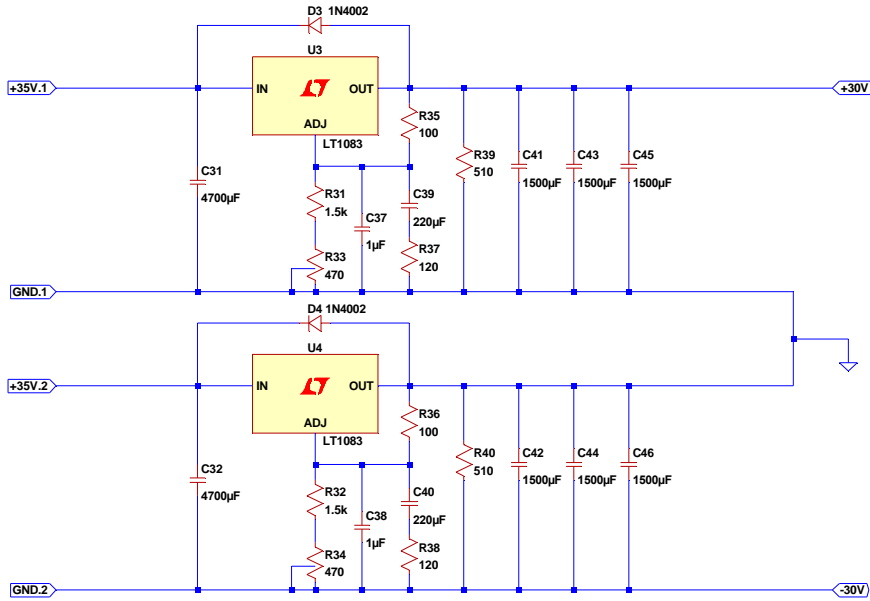 D3 1N4002
U3
+35V.1
IN
OUT
+30V
ADJ
LT1083
R35
100
C31
4700µF
R31
1.5k
C37
1µF
C39
220µF
R33
470
R37
120
R39
510
C41
1500µF
C43
1500µF
C45
1500µF
GND.1
D4 1N4002
U4
+35V.2
IN
OUT
ADJ
LT1083
R36
100
C32
4700µF
R32
1.5k
C38
1µF
C40
220µF
R34
470
R38
120
R40
510
C42
1500µF
C44
1500µF
C46
1500µF
GND.2
-30V